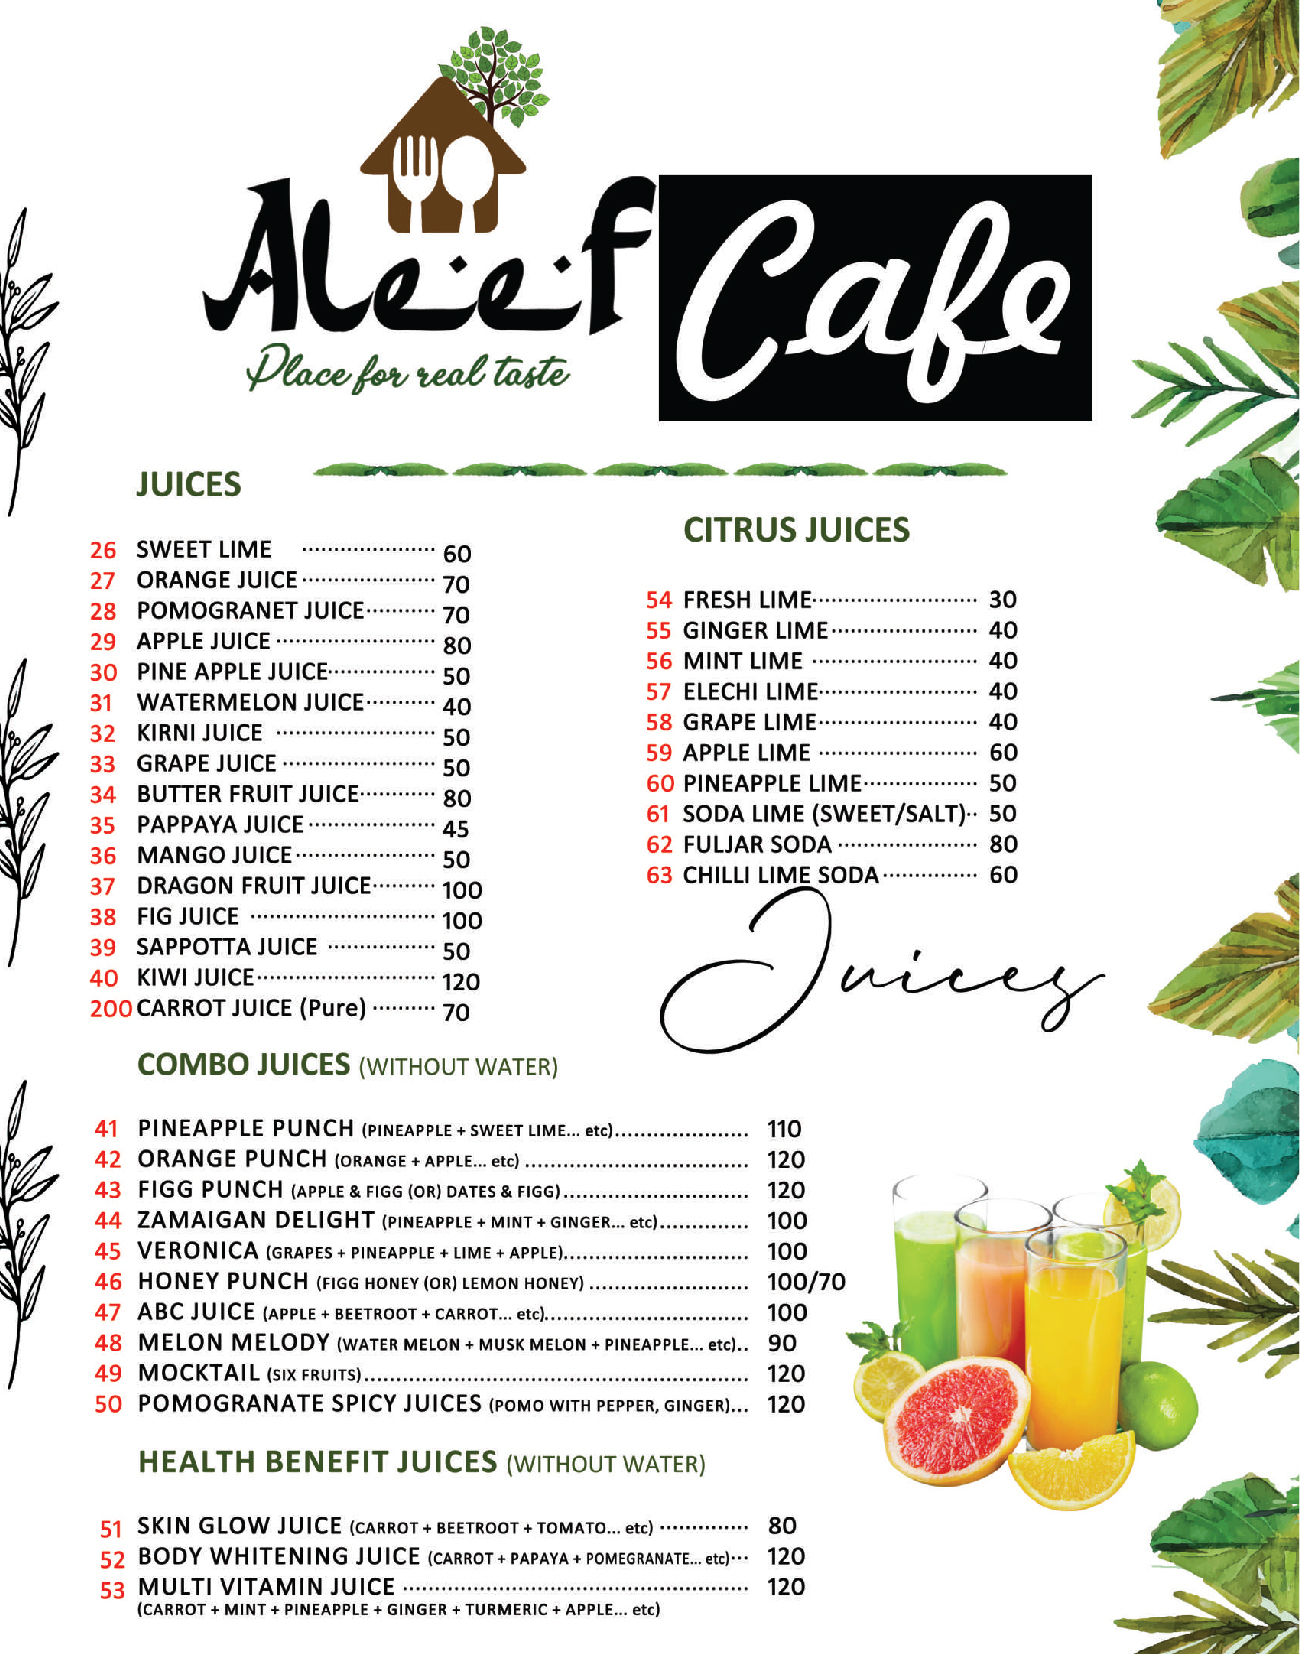 Aleef Cafe
Place for real taste
JUICES
26 SWEET LIME 60
27 ORANGE JUICE 70
28 POMOGRANET JUICE 70
29 APPLE JUICE 80
30 PINE APPLE JUICE 50
31 WATERMELON JUICE 40
32 KIRNI JUICE 50
33 GRAPE JUICE 50
34 BUTTER FRUIT JUICE 80
35 PAPPAYA JUICE 45
36 MANGO JUICE 50
37 DRAGON FRUIT JUICE 100
38 FIG JUICE 100
39 SAPPOTTA JUICE 50
40 KIWI JUICE 120
200 CARROT JUICE (Pure) 70
CITRUS JUICES
54 FRESH LIME 30
55 GINGER LIME 40
56 MINT LIME 40
57 ELECHI LIME 40
58 GRAPE LIME 40
59 APPLE LIME 60
60 PINEAPPLE LIME 50
61 SODA LIME (SWEET/SALT) 50
62 FULJAR SODA 80
63 CHILLI LIME SODA 60
Juices
COMBO JUICES (WITHOUT WATER)
41 PINEAPPLE PUNCH (PINEAPPLE + SWEET LIME... etc) 110
42 ORANGE PUNCH (ORANGE + APPLE... etc) 120
43 FIGG PUNCH (APPLE & FIGG (OR) DATES & FIGG) 120
44 ZAMAIGAN DELIGHT (PINEAPPLE + MINT + GINGER... etc) 100
45 VERONICA (GRAPES + PINEAPPLE + LIME + APPLE) 100
46 HONEY PUNCH (FIGG HONEY (OR) LEMON HONEY) 100/70
47 ABC JUICE (APPLE + BEETROOT + CARROT... etc) 100
48 MELON MELODY (WATER MELON + MUSK MELON + PINEAPPLE... etc) 90
49 MOCKTAIL (SIX FRUITS) 120
50 POMOGRANATE SPICY JUICES (POMO WITH PEPPER, GINGER) 120
HEALTH BENEFIT JUICES (WITHOUT WATER)
51 SKIN GLOW JUICE (CARROT + BEETROOT + TOMATO... etc) 80
52 BODY WHITENING JUICE (CARROT + PAPAYA + POMEGRANATE... etc) 120
53 MULTI VITAMIN JUICE 120
(CARROT + MINT + PINEAPPLE + GINGER + TURMERIC + APPLE... etc)